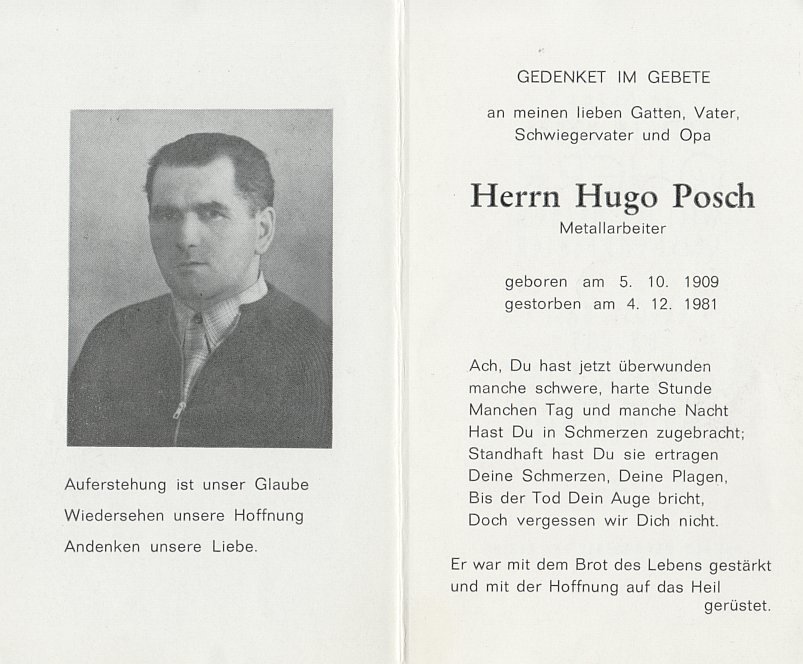 Auferstehung ist unser Glaube
Wiedersehen unsere Hoffnung
Andenken unsere Liebe.
GEDENKET IM GEBETE
an meinen lieben Gatten, Vater,
Schwiegervater und Opa
Herrn Hugo Posch
Metallarbeiter
geboren am 5. 10. 1909
gestorben am 4. 12. 1981
Ach, Du hast jetzt überwunden
manche schwere, harte Stunde
Manchen Tag und manche Nacht
Hast Du in Schmerzen zugebracht;
Standhaft hast Du sie ertragen
Deine Schmerzen, Deine Plagen,
Bis der Tod Dein Auge bricht,
Doch vergessen wir Dich nicht.
Er war mit dem Brot des Lebens gestärkt
und mit der Hoffnung auf das Heil
gerüstet.